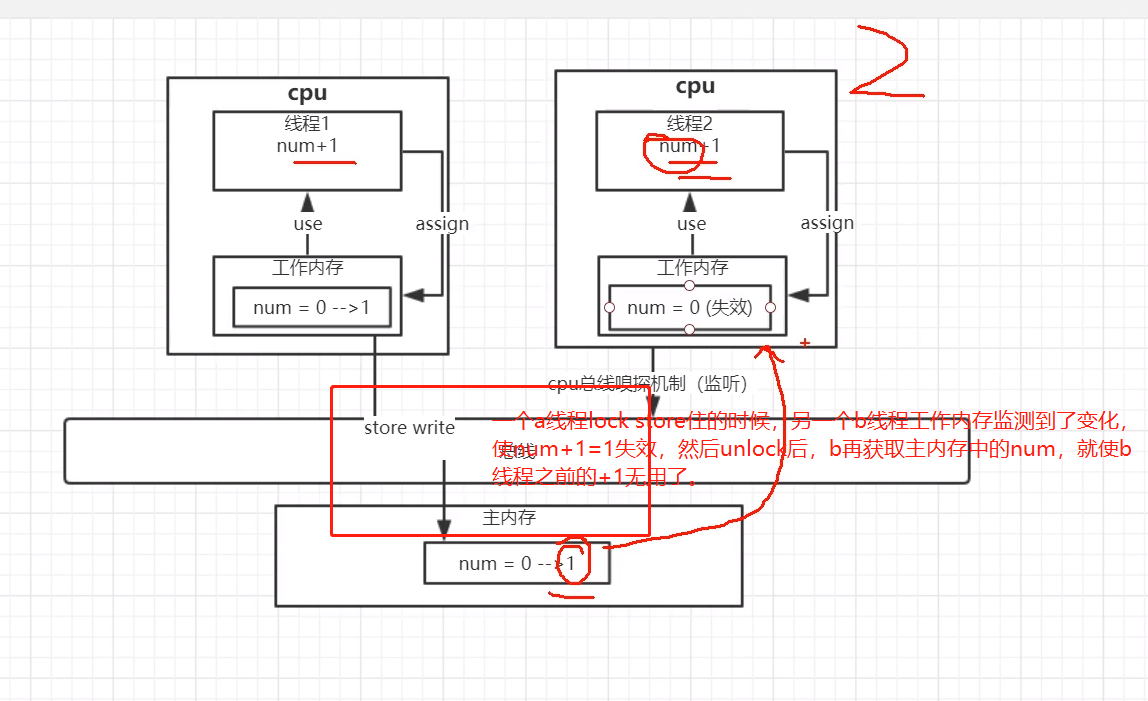 cpu
线程1
num+1
use
assign
工作内存
num = 0 -->1
cpu
线程2
num+1
use
assign
工作内存
num = 0 (失效)
2
cpu总线嗅探机制（监听）
store write
总线
一个a线程lock store住的时候，另一个b线程工作内存监测到了变化，
使num+1=1失效，然后unlock后，b再获取主内存中的num，就使b
线程之前的+1无用了。
主内存
num = 0 -->1